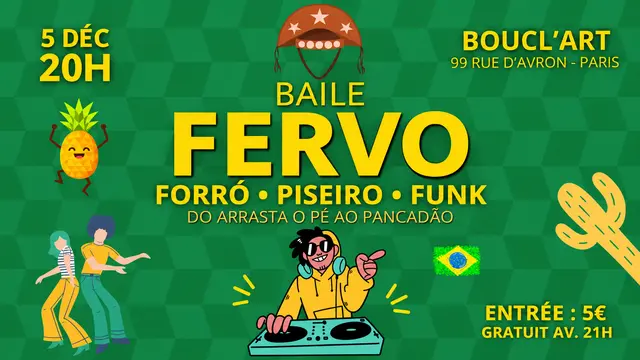 5 DÉC
20H
BOUCL'ART
99 RUE D'AVRON - PARIS
BAILE
FERVO
FORRÓ • PISEIRO • FUNK
DO ARRASTA O PÉ AO PANCADÃO
ENTRÉE : 5€
GRATUIT AV. 21H